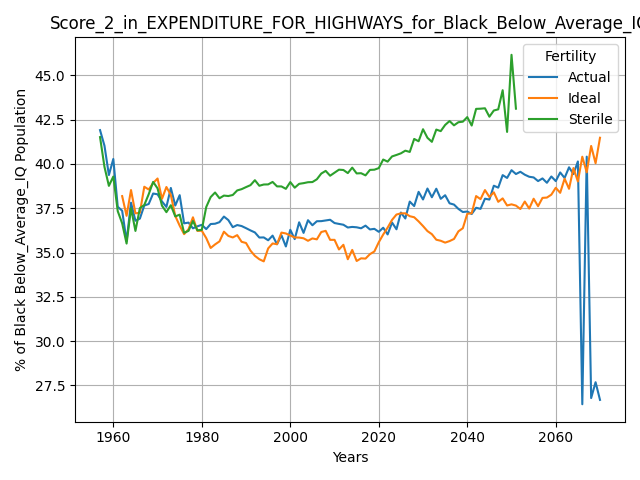 Score_2_in_EXPENDITURE_FOR_HIGHWAYS_for_Black_Below_Average_IQ
Fertility
Actual
Ideal
Sterile
45.0
42.5
40.0
37.5
35.0
32.5
30.0
27.5
% of Black Below_Average_IQ Population
1960
1980
2000
2020
2040
2060
Years